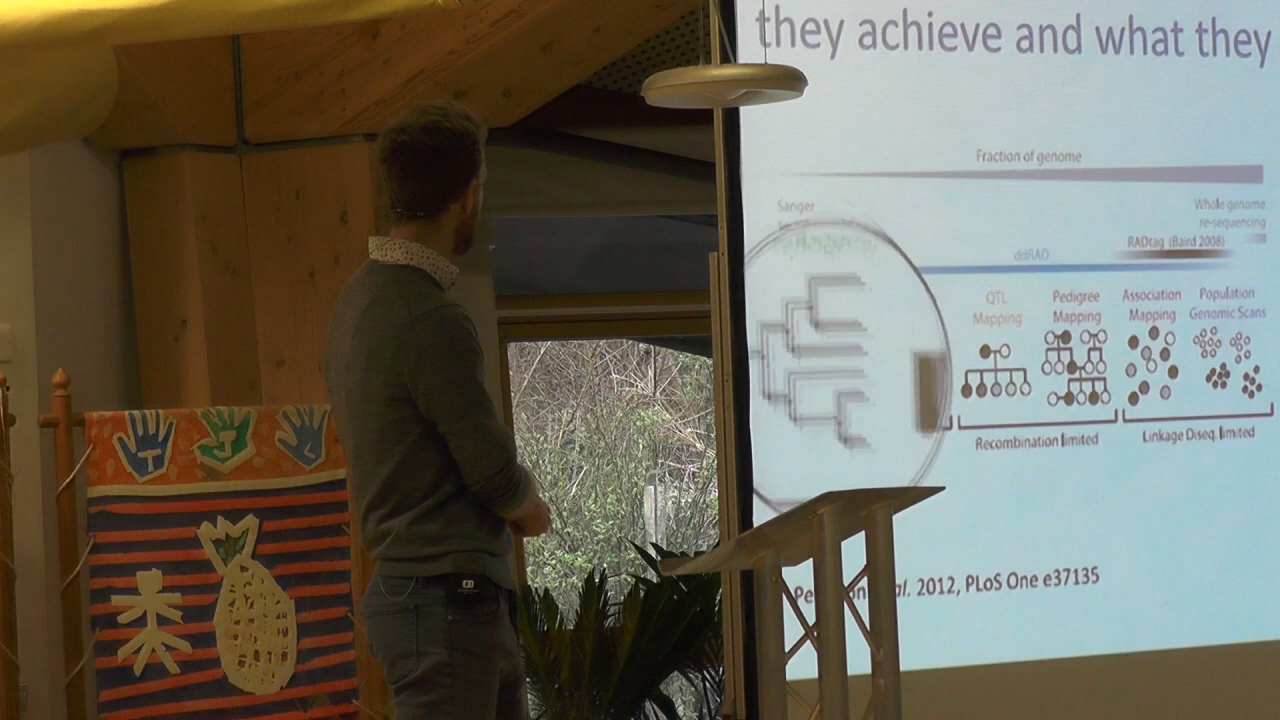 they achieve and what they
Fraction of genome
Sanger
Whole genome
re-sequencing
RADtag (Baird 2008)
ddRAD
QTL
Mapping
Pedigree
Mapping
Association
Mapping
Population
Genomic Scans
Recombination limited
Linkage Diseq. limited
2012, PLoS One e37135
T J L